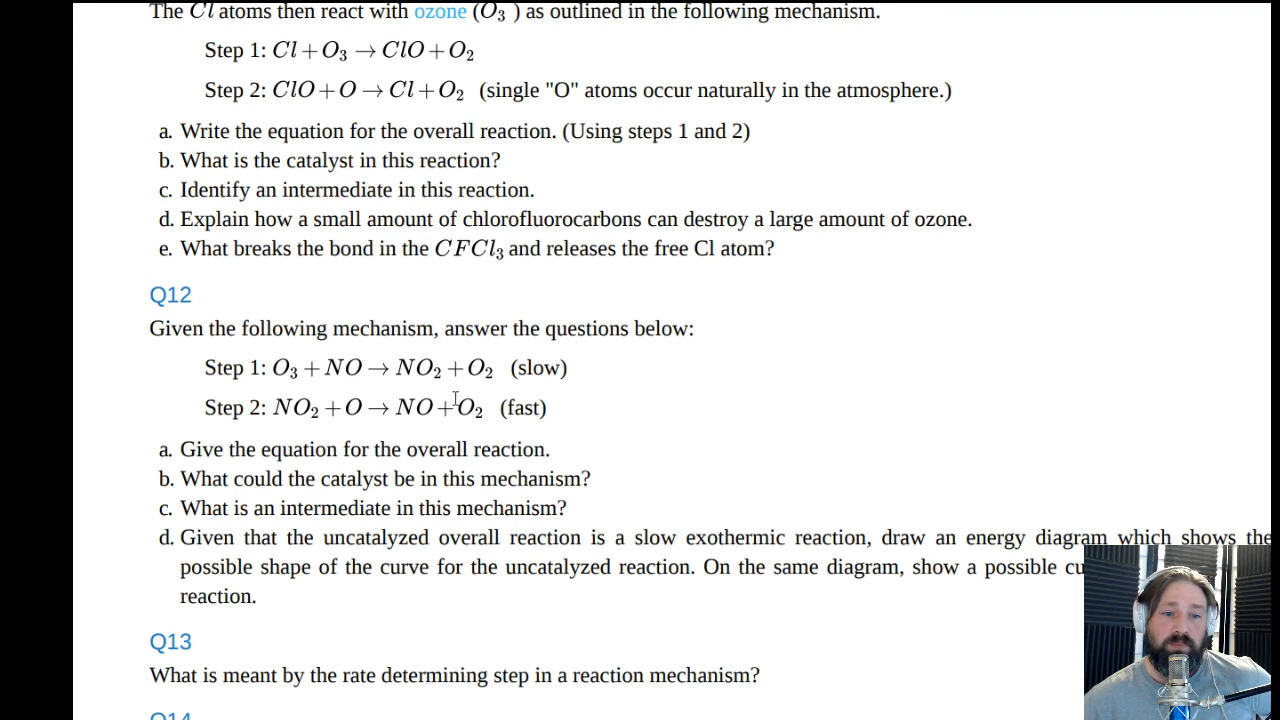 The Cl atoms then react with ozone (O₃ ) as outlined in the following mechanism.
Step 1: Cl + O₃ → ClO + O₂
Step 2: ClO + O → Cl + O₂ (single "O" atoms occur naturally in the atmosphere.)
a. Write the equation for the overall reaction. (Using steps 1 and 2)
b. What is the catalyst in this reaction?
c. Identify an intermediate in this reaction.
d. Explain how a small amount of chlorofluorocarbons can destroy a large amount of ozone.
e. What breaks the bond in the CFCl₃ and releases the free Cl atom?
Q12
Given the following mechanism, answer the questions below:
Step 1: O₃ + NO → NO₂ + O₂ (slow)
Step 2: NO₂ + O → NO + O₂ (fast)
a. Give the equation for the overall reaction.
b. What could the catalyst be in this mechanism?
c. What is an intermediate in this mechanism?
d. Given that the uncatalyzed overall reaction is a slow exothermic reaction, draw an energy diagram which shows the
possible shape of the curve for the uncatalyzed reaction. On the same diagram, show a possible
reaction.
Q13
What is meant by the rate determining step in a reaction mechanism?
Q14